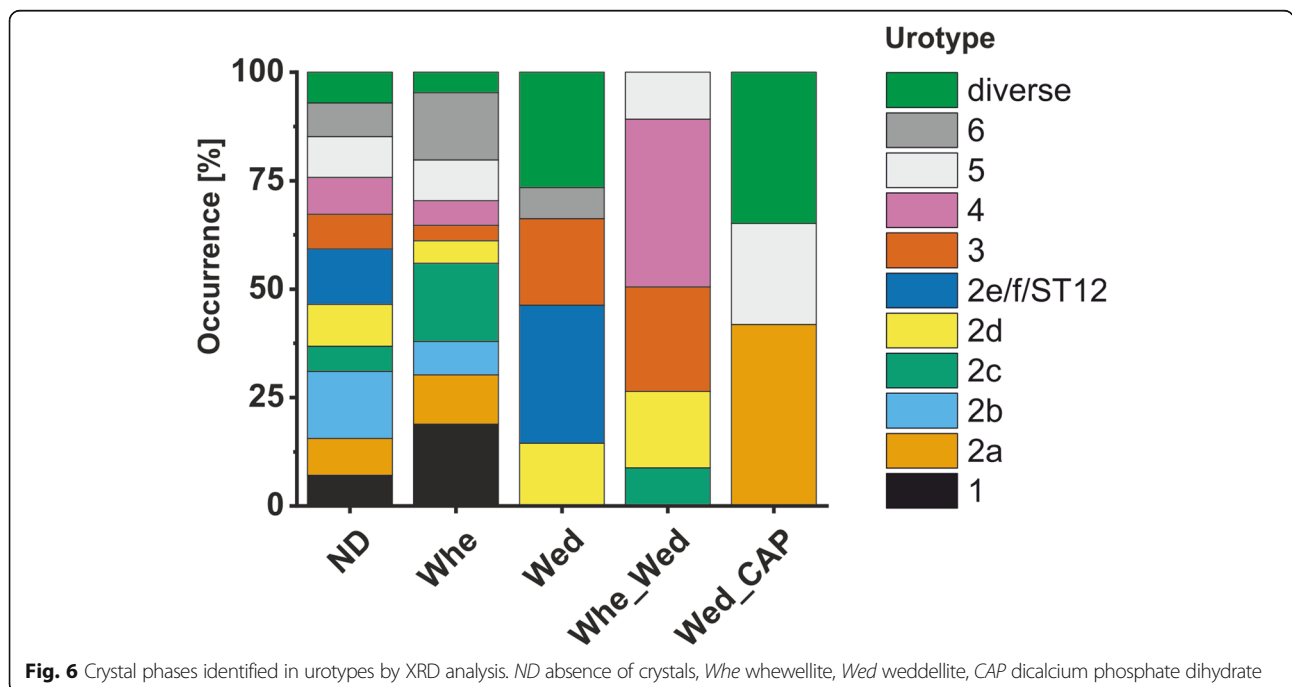 Urotype
100
75
50
25
0
Occurrence [%]
diverse
6
5
4
3
2e/f/ST12
2d
2c
2b
2a
1
ND
Whe
Wed
Whe_Wed
Wed_CAP
Fig. 6 Crystal phases identified in urotypes by XRD analysis. ND absence of crystals, Whe whewellite, Wed weddellite, CAP dicalcium phosphate dihydrate